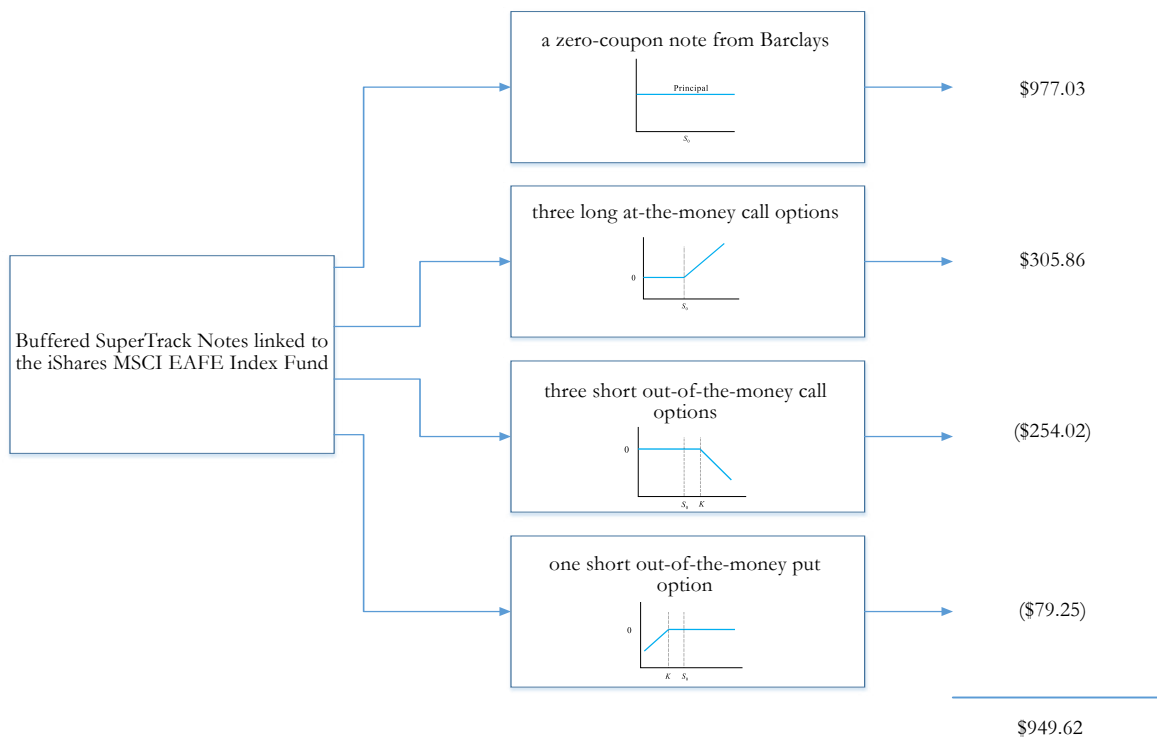 a zero-coupon note from Barclays
Principal
S₀
$977.03
three long at-the-money call options
0
S₀
$305.86
Buffered SuperTrack Notes linked to
the iShares MSCI EAFE Index Fund
three short out-of-the-money call
options
0
S₀ K
($254.02)
one short out-of-the-money put
option
0
K S₀
($79.25)
$949.62